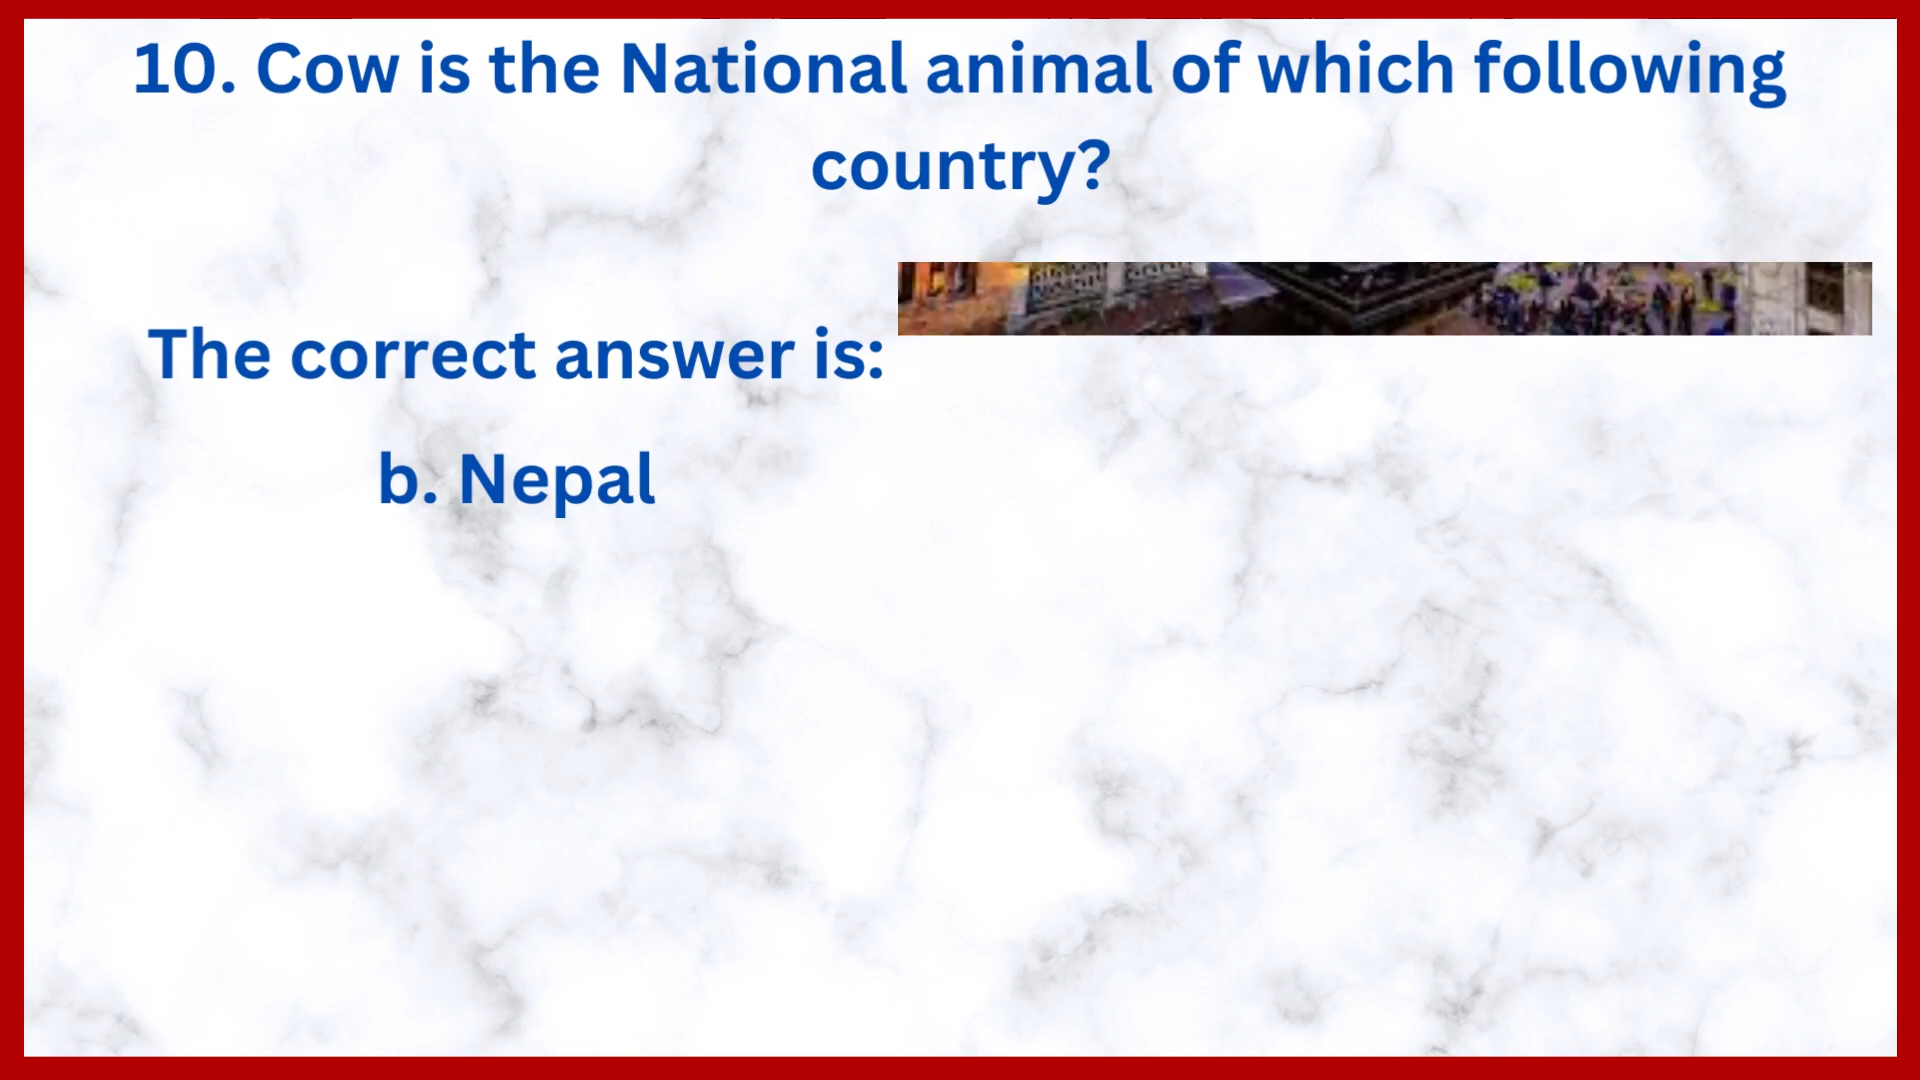 10. Cow is the National animal of which following
country?
The correct answer is:
b. Nepal